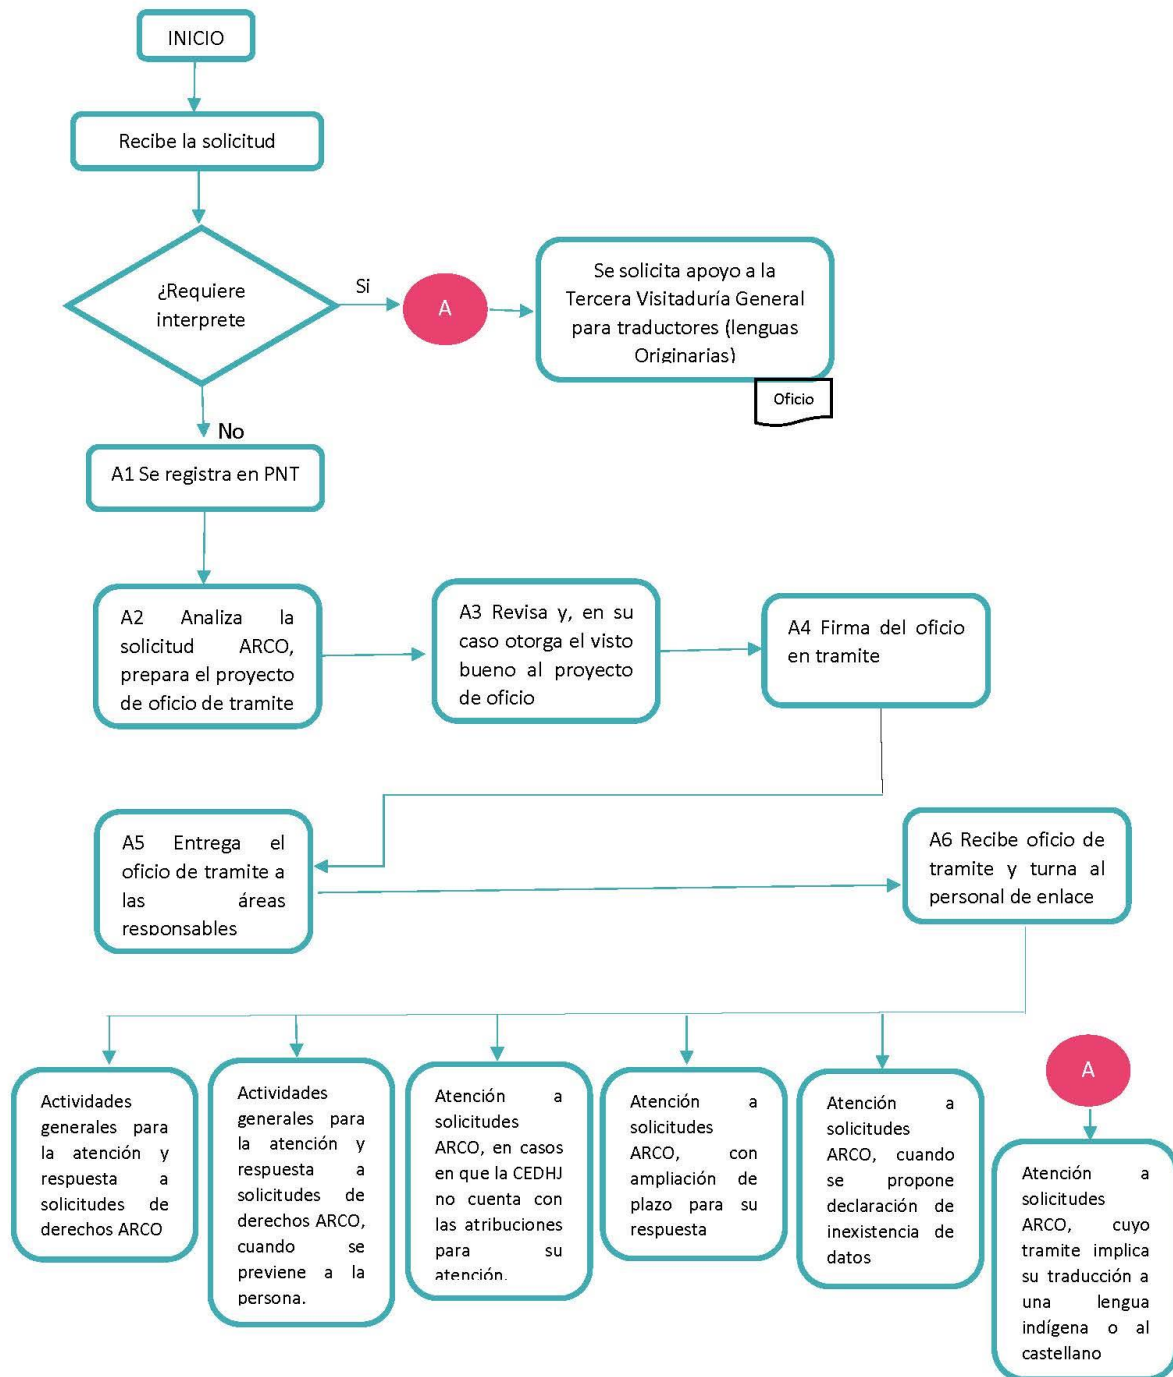 INICIO
Recibe la solicitud
¿Requiere
interprete
Si
A
Se solicita apoyo a la
Tercera Visitaduría General
para traductores (lenguas
Originarias)
Oficio
No
A1 Se registra en PNT
A2 Analiza la
solicitud ARCO,
prepara el proyecto
de oficio de tramite
A3 Revisa y, en su
caso otorga el visto
bueno al proyecto
de oficio
A4 Firma del oficio
en tramite
A5 Entrega el
oficio de tramite a
las áreas
responsables
A6 Recibe oficio de
tramite y turna al
personal de enlace
Actividades
generales para
la atención y
respuesta a
solicitudes de
derechos ARCO
Actividades
generales para
la atención y
respuesta a
solicitudes de
derechos ARCO,
cuando se
previene a la
persona.
Atención a
solicitudes
ARCO, en casos
en que la CEDHJ
no cuenta con
las atribuciones
para su
atención.
Atención a
solicitudes
ARCO, con
ampliación de
plazo para su
respuesta
Atención a
solicitudes
ARCO, cuando
se propone
declaración de
inexistencia de
datos
A
Atención a
solicitudes
ARCO, cuyo
tramite implica
su traducción a
una lengua
indígena o al
castellano